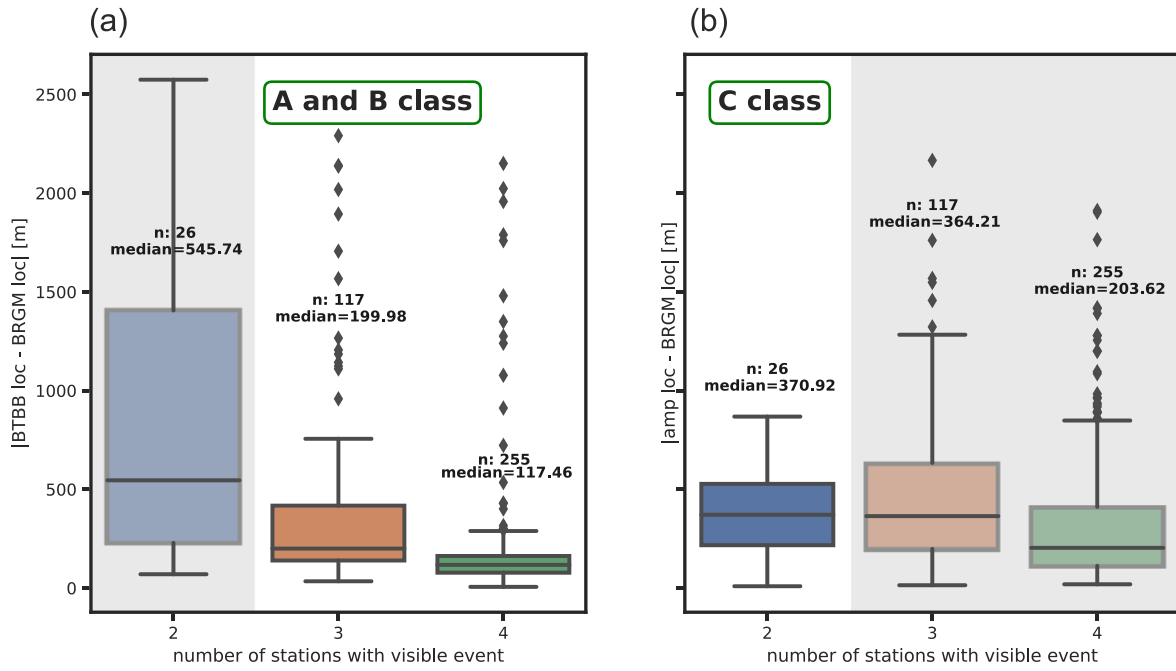 (a)
A and B class
|BTBB loc - BRGM loc| [m]
2500
2000
1500
1000
500
0
n: 26
median=545.74
n: 117
median=199.98
n: 255
median=117.46
2 3 4
number of stations with visible event
(b)
C class
|amp loc - BRGM loc| [m]
n: 26
median=370.92
n: 117
median=364.21
n: 255
median=203.62
2 3 4
number of stations with visible event